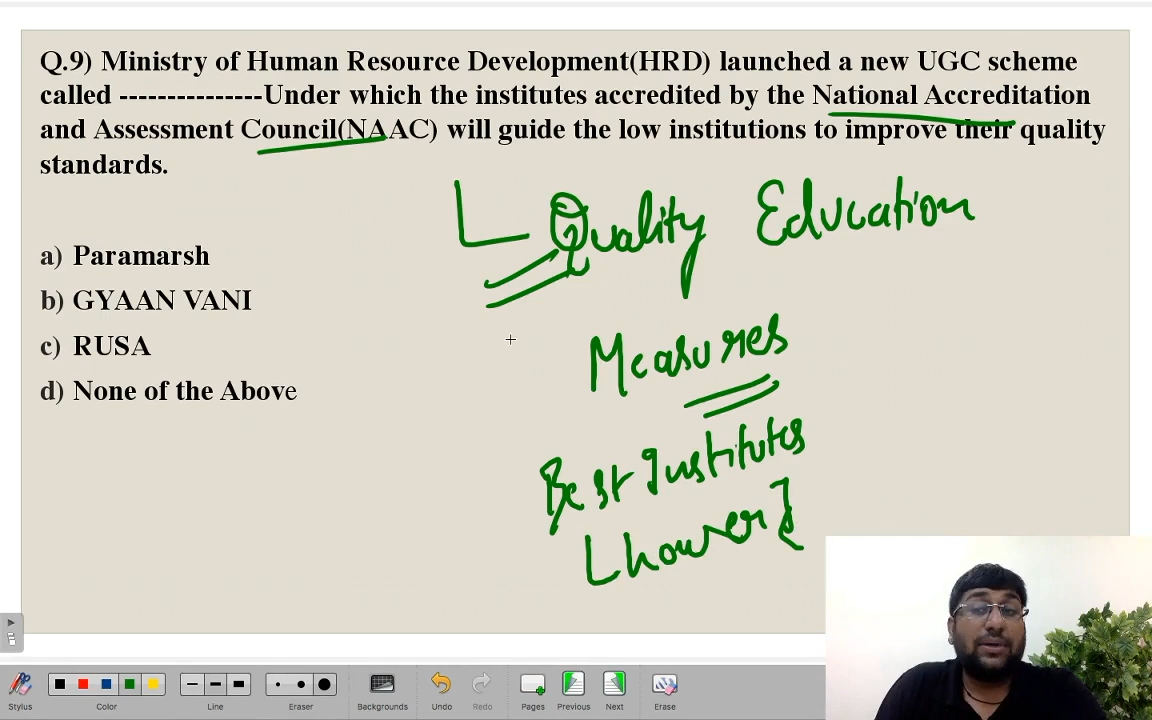 Q.9) Ministry of Human Resource Development(HRD) launched a new UGC scheme
called ---------------Under which the institutes accredited by the National Accreditation
and Assessment Council(NAAC) will guide the low institutions to improve their quality
standards.
Quality Education
a) Paramarsh
b) GYAAN VANI
c) RUSA
Measures
d) None of the Above
Best Institutes
Lhower I
Stylus
Color
Line
Eraser
Backgrounds
Undo
Redo
Pages
Previous
Next
Erase